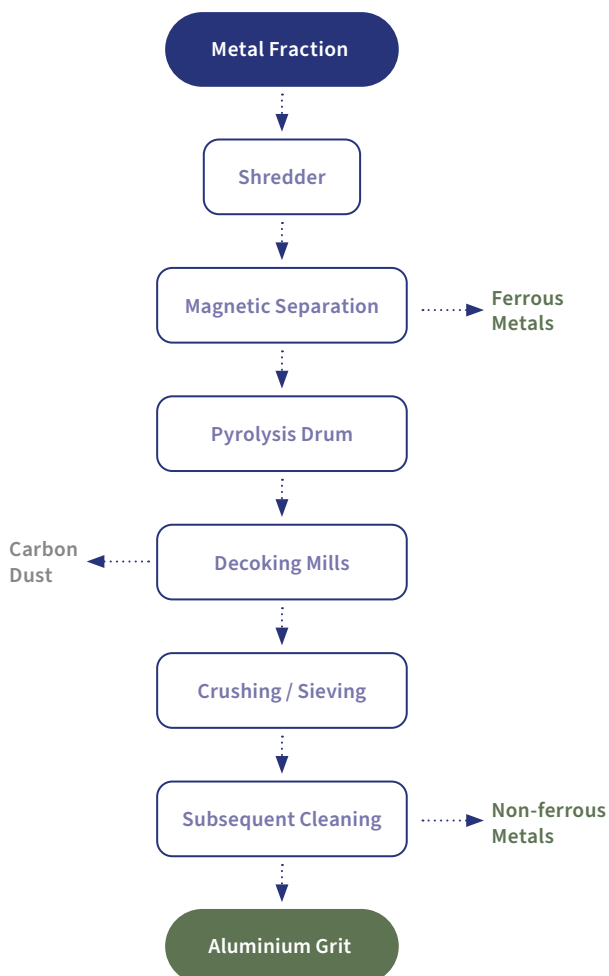 Metal Fraction
Shredder
Magnetic Separation
Ferrous
Metals
Pyrolysis Drum
Carbon
Dust
Decoking Mills
Crushing / Sieving
Subsequent Cleaning
Non-ferrous
Metals
Aluminium Grit